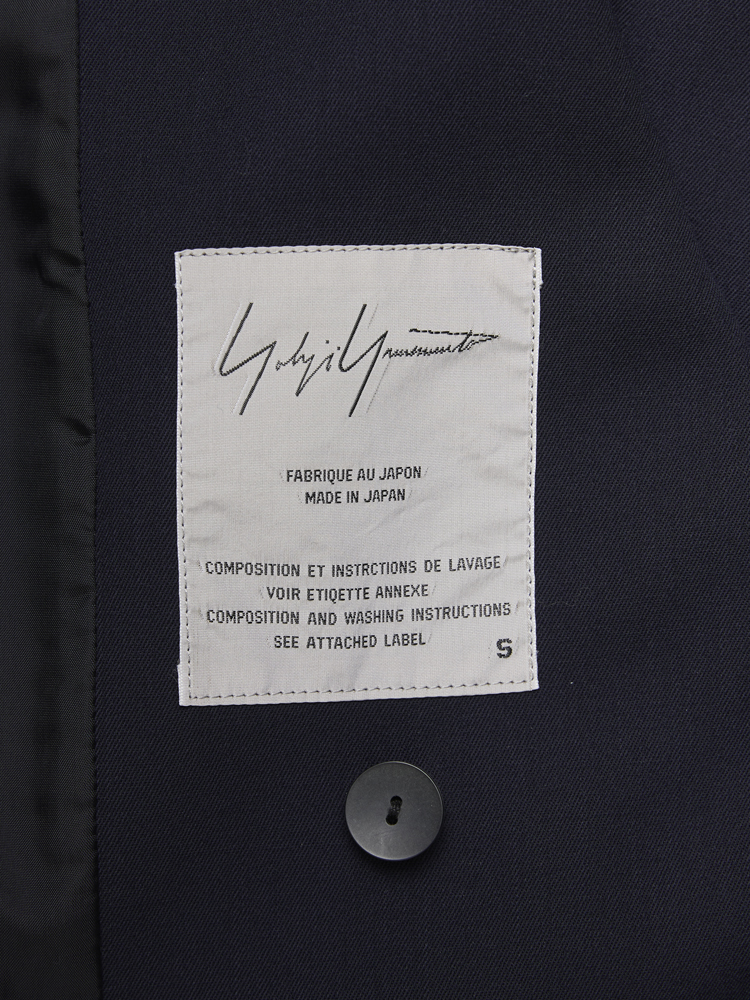 Yohji Yamamoto
FABRIQUE AU JAPON
MADE IN JAPAN
COMPOSITION ET INSTRCTIONS DE LAVAGE
VOIR ETIQETTE ANNEXE
COMPOSITION AND WASHING INSTRUCTIONS
SEE ATTACHED LABEL
S